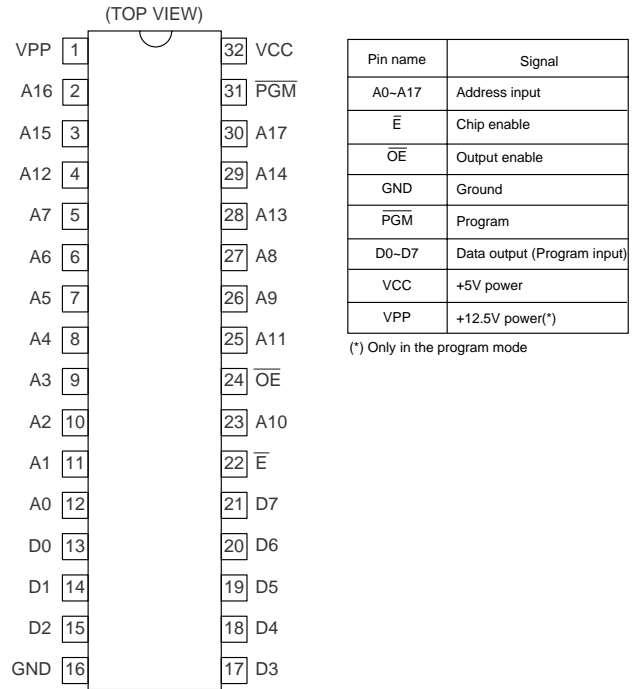 (TOP VIEW)
VPP 1 32 VCC
A16 2 31 P̅G̅M̅
A15 3 30 A17
A12 4 29 A14
A7 5 28 A13
A6 6 27 A8
A5 7 26 A9
A4 8 25 A11
A3 9 24 O̅E̅
A2 10 23 A10
A1 11 22 E̅
A0 12 21 D7
D0 13 20 D6
D1 14 19 D5
D2 15 18 D4
GND 16 17 D3
Pin name Signal
A0~A17 Address input
E̅ Chip enable
O̅E̅ Output enable
GND Ground
P̅G̅M̅ Program
D0~D7 Data output (Program input)
VCC +5V power
VPP +12.5V power(*)
(*) Only in the program mode